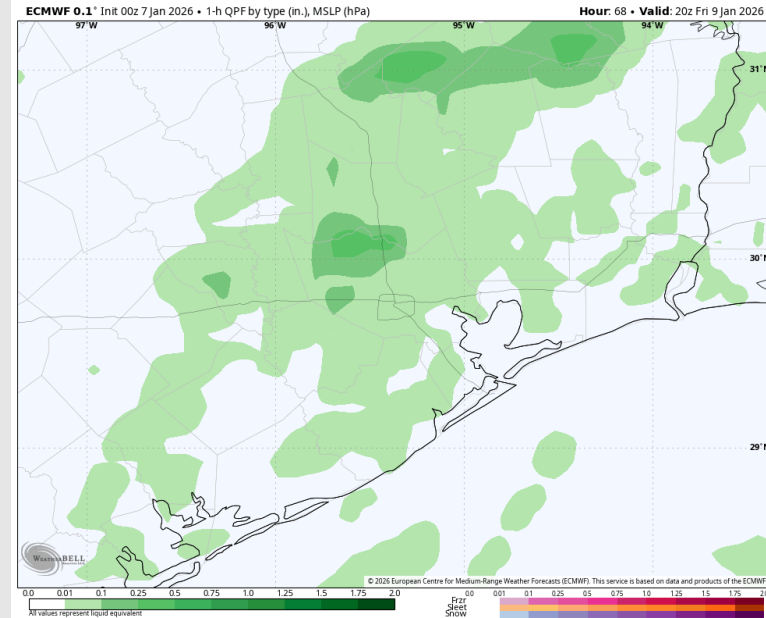 ECMWF 0.1° Init 00z 7 Jan 2026 • 1-h QPF by type (in.), MSLP (hPa) Hour: 68 • Valid: 20z Fri 9 Jan 2026
97°W 96°W 95°W 94°W
31°N
30°N
29°N
WEATHERBELL
© 2026 European Centre for Medium-Range Weather Forecasts (ECMWF). This service is based on data and products of the ECMWF
0.0 0.01 0.1 0.25 0.5 0.75 1.0 1.25 1.5 1.75 2.0 0.0 0.01 0.1 0.25 0.5 0.75 1.0 1.25 1.5 1.75 2.0
Frzr
Sleet
Snow
All values represent liquid equivalent